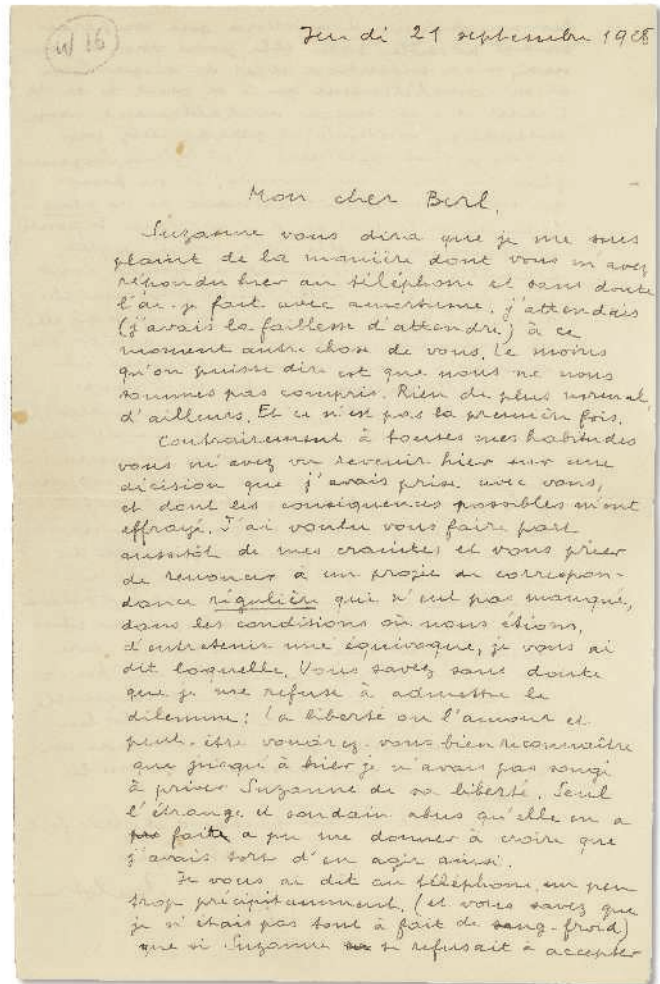 W 16
Jeudi 21 septembre 1928
Mon cher Berl,
Suzanne vous dira que je me suis
plaint de la manière dont vous m'avez
répondu hier au téléphone et sans doute
l'ai-je fait avec amertume. j'attendais
(j'avais la faiblesse d'attendre) à ce
moment autre chose de vous. Le moins
qu'on puisse dire est que nous ne nous
sommes pas compris. Rien de plus normal,
d'ailleurs. Et ce n'est pas la première fois.
Contrairement à toutes mes habitudes
vous m'avez vu revenir hier sur une
décision que j'avais prise avec vous,
et dont les conséquences possibles m'ont
effrayé. J'ai voulu vous faire part
aussitôt de mes craintes et vous prier
de renoncer à un projet de correspon-
dance régulière qui n'eut pas manqué,
dans les conditions où nous étions,
d'entretenir une équivoque, je vous ai
dit laquelle. Vous savez sans doute
que je me refuse à admettre le
dilemme : la liberté ou l'amour et
peut-être voudrez-vous bien reconnaître
que jusqu'à hier je n'avais pas songé
à priver Suzanne de sa liberté. Seul
l'étrange et soudain abus qu'elle en a
fait a pu me donner à croire que
j'avais tort d'en agir ainsi.
Je vous ai dit au téléphone, un peu
trop précipitamment, (et vous savez que
je n'étais pas tout à fait de sang-froid)
que si Suzanne se refusait à accepter